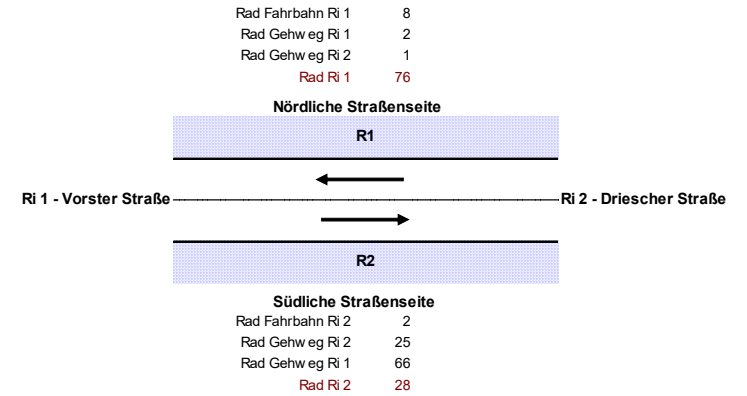 Rad Fahrbahn Ri 1 8
Rad Gehweg Ri 1 2
Rad Gehweg Ri 2 1
Rad Ri 1 76
Nördliche Straßenseite
R1
Ri 1 - Vorster Straße Ri 2 - Driescher Straße
R2
Südliche Straßenseite
Rad Fahrbahn Ri 2 2
Rad Gehweg Ri 2 25
Rad Gehweg Ri 1 66
Rad Ri 2 28